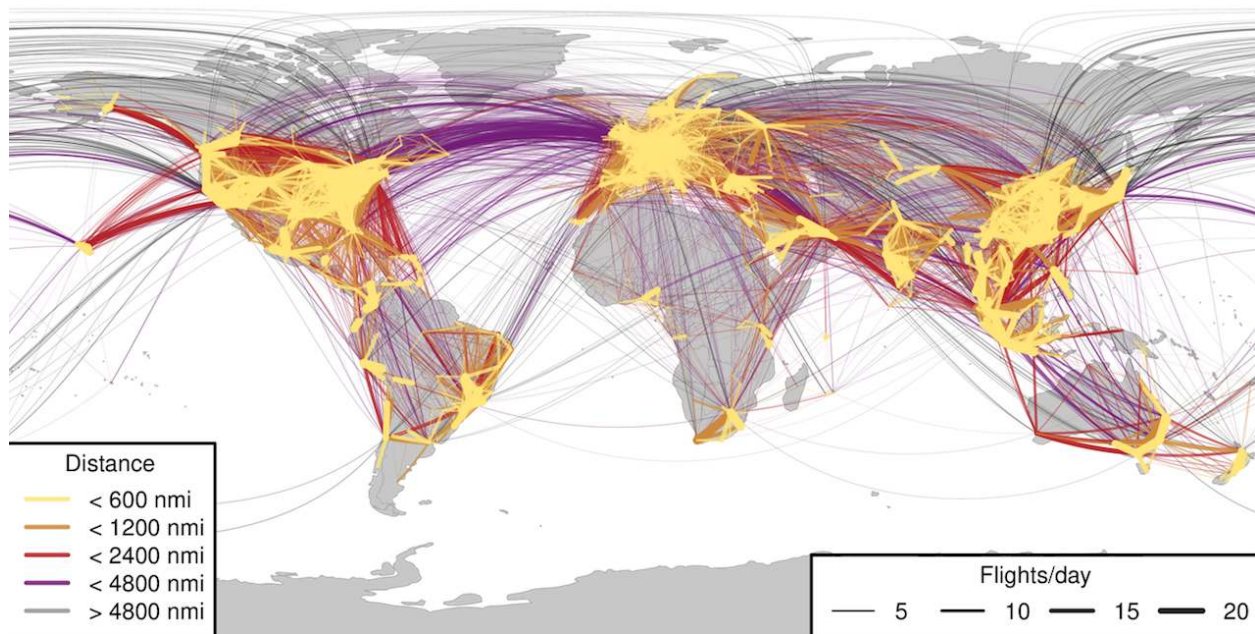 Distance
< 600 nmi
< 1200 nmi
< 2400 nmi
< 4800 nmi
> 4800 nmi
Flights/day
5 10 15 20